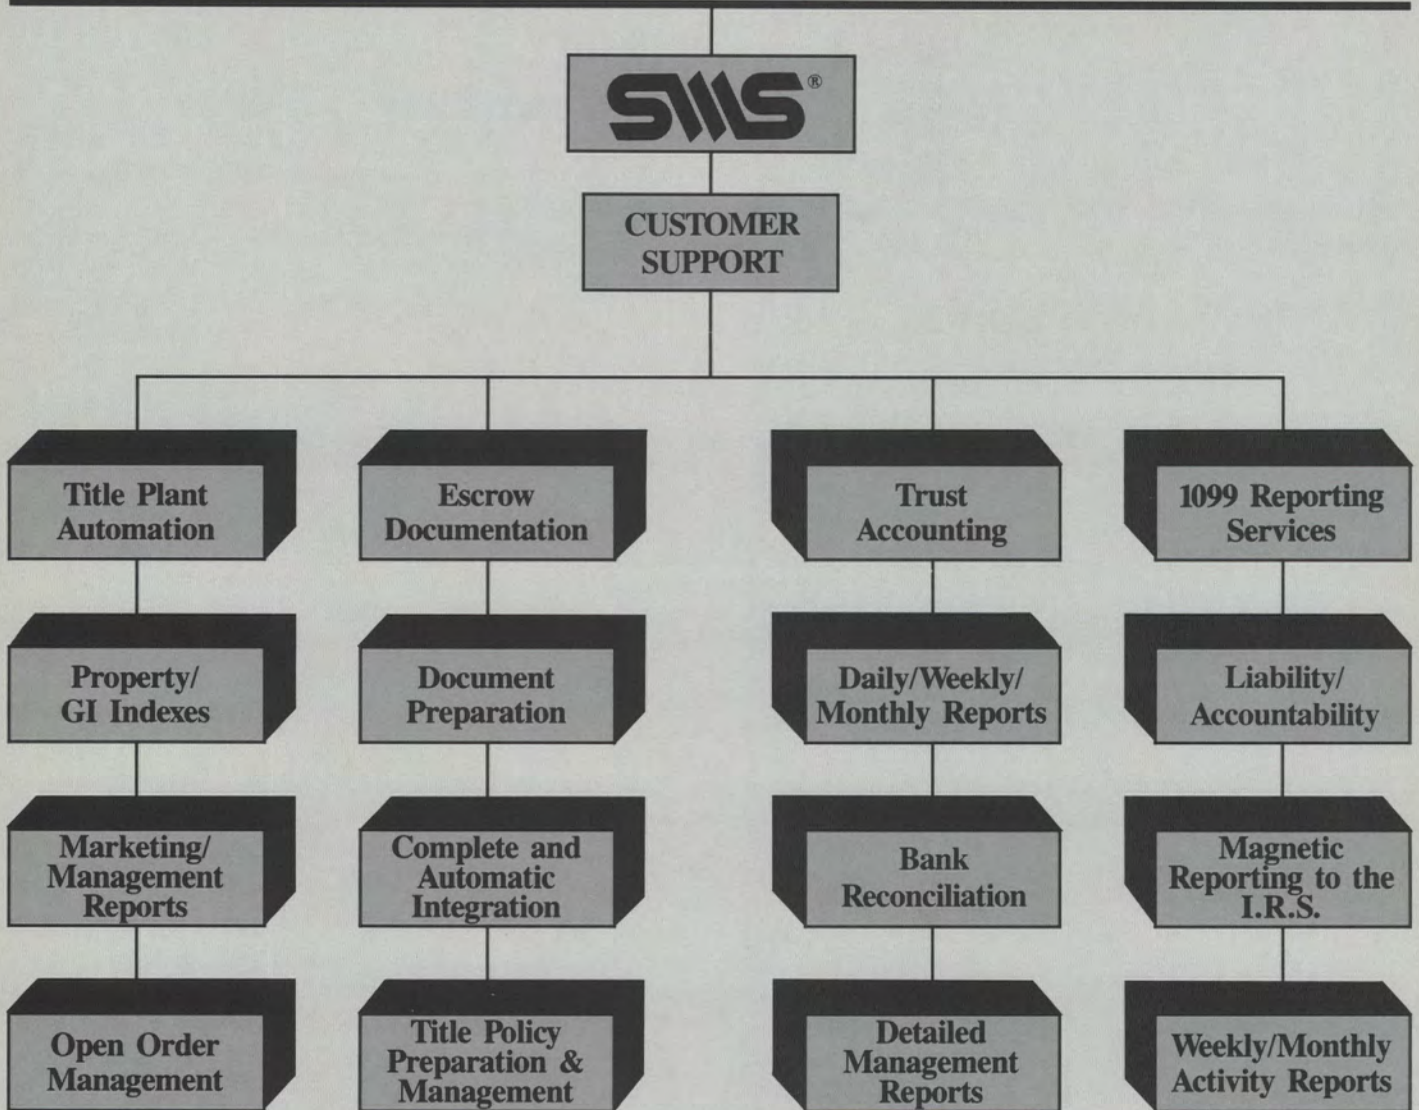 SMS®
CUSTOMER
SUPPORT
Title Plant
Automation
Escrow
Documentation
Trust
Accounting
1099 Reporting
Services
Property/
GI Indexes
Document
Preparation
Daily/Weekly/
Monthly Reports
Liability/
Accountability
Marketing/
Management
Reports
Complete and
Automatic
Integration
Bank
Reconciliation
Magnetic
Reporting to the
I.R.S.
Open Order
Management
Title Policy
Preparation &
Management
Detailed
Management
Reports
Weekly/Monthly
Activity Reports